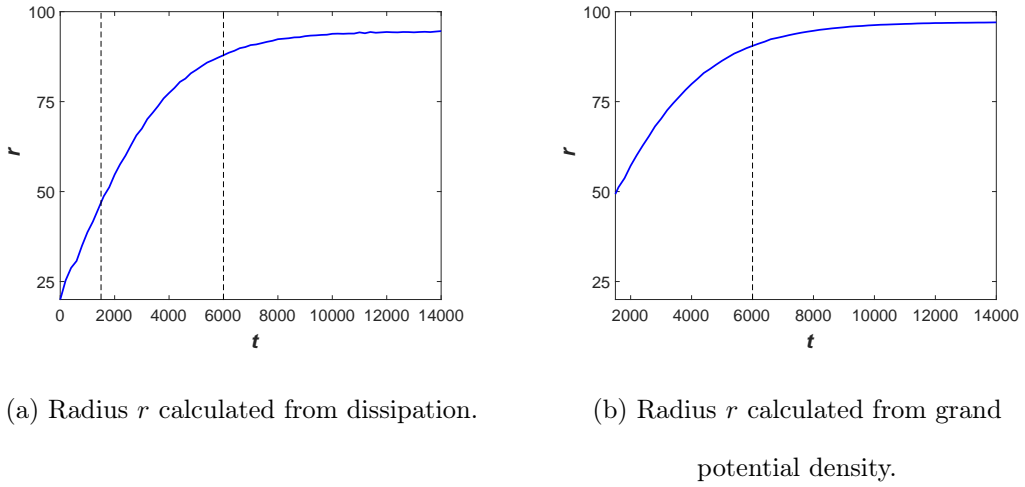 100
75
50
25
r
0 2000 4000 6000 8000 10000 12000 14000
t
(a) Radius r calculated from dissipation.
100
75
50
25
r
2000 4000 6000 8000 10000 12000 14000
t
(b) Radius r calculated from grand
potential density.